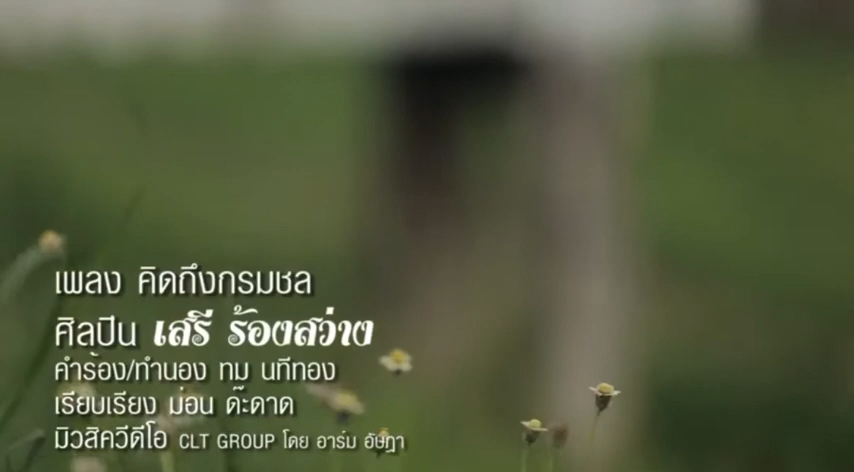 เพลง คิดถึงกรมชล
ศิลปิน เสรี ร้องสว่าง
คำร้อง/ทำนอง ทม นทีทอง
เรียบเรียง ม่อน ด๊ะดาด
มิวสิควีดีโอ CLT GROUP โดย อาร์ม อัษฎา